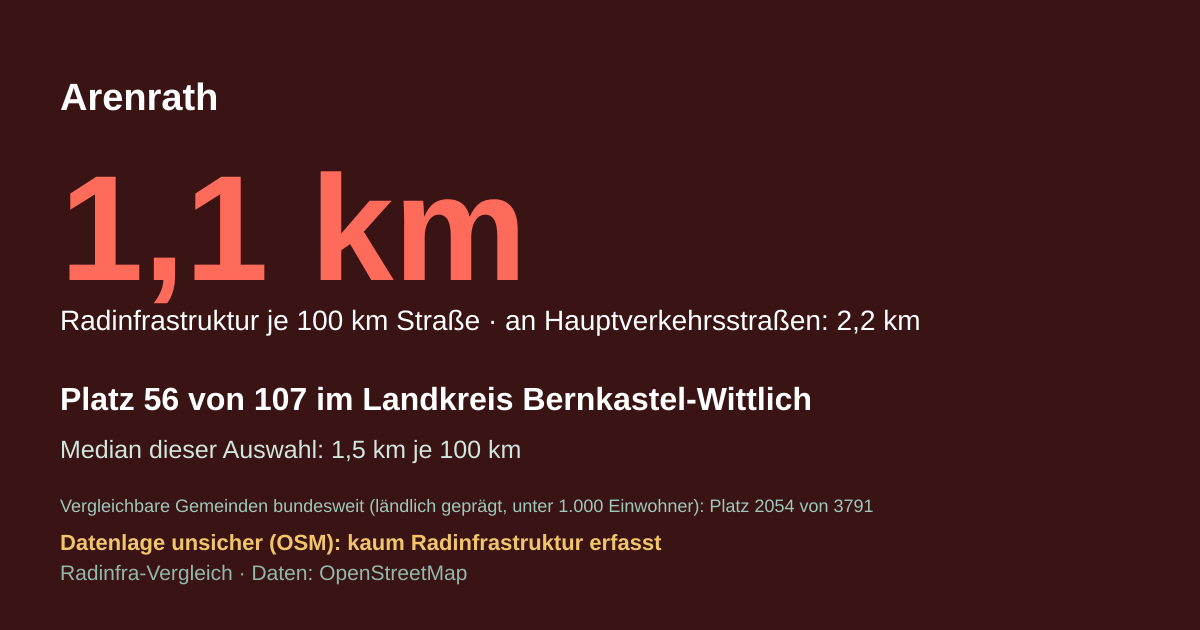 Arenrath
1,1 km
Radinfrastruktur je 100 km Straße · an Hauptverkehrsstraßen: 2,2 km
Platz 56 von 107 im Landkreis Bernkastel-Wittlich
Median dieser Auswahl: 1,5 km je 100 km
Vergleichbare Gemeinden bundesweit (ländlich geprägt, unter 1.000 Einwohner): Platz 2054 von 3791
Datenlage unsicher (OSM): kaum Radinfrastruktur erfasst
Radinfra-Vergleich · Daten: OpenStreetMap